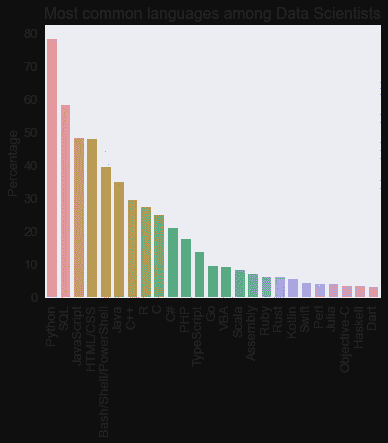 Most common languages among Data Scientists
80
70
60
50
40
30
20
10
0
Percentage
Python
SQL
JavaScript
HTML/CSS
Bash/Shell/PowerShell
Java
C++
R
C
C#
PHP
TypeScript
Go
VBA
Scala
Assembly
Ruby
Rust
Kotlin
Swift
Perl
Julia
Objective-C
Haskell
Dart